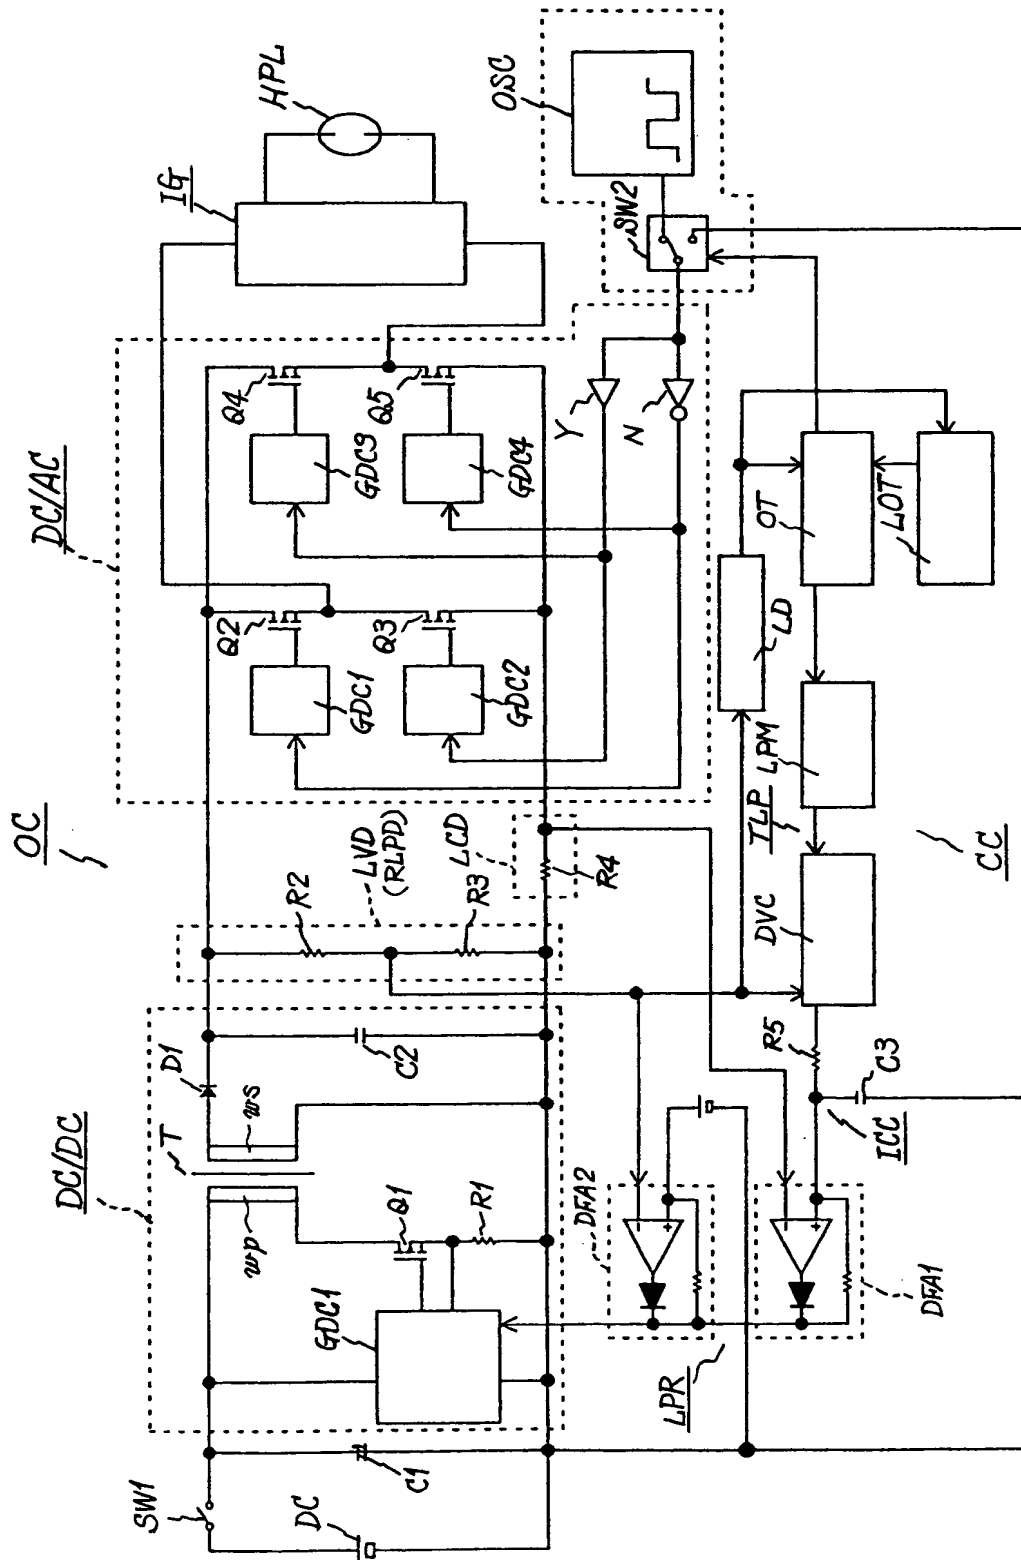 OC
DC/DC
DC/AC
SW1
DC
C1
GDC1
wp
T
ws
D1
Q1
R1
C2
R2
LVD
(RLPD)
R3
LCD
R4
Q2
GDC1
Q3
GDC2
Q4
GDC3
Q5
GDC4
IG
HPL
OSC
SW2
Y
N
LPR
DFA2
DFA1
ICC
C3
R5
DVC
TLP
LPM
LD
OT
LOT
CC
-
+
-
+